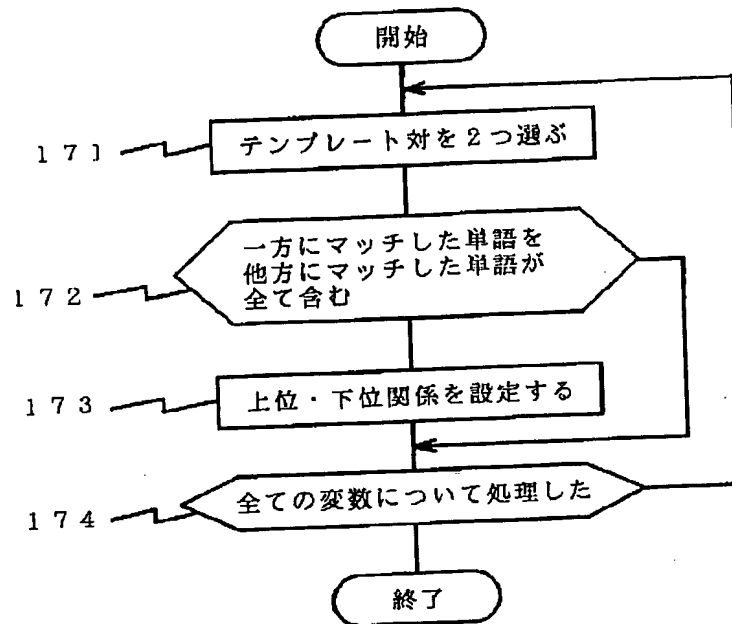 開始
171
テンプレート対を2つ選ぶ
一方にマッチした単語を
他方にマッチした単語が
全て含む
172
上位・下位関係を設定する
173
全ての変数について処理した
174
終了